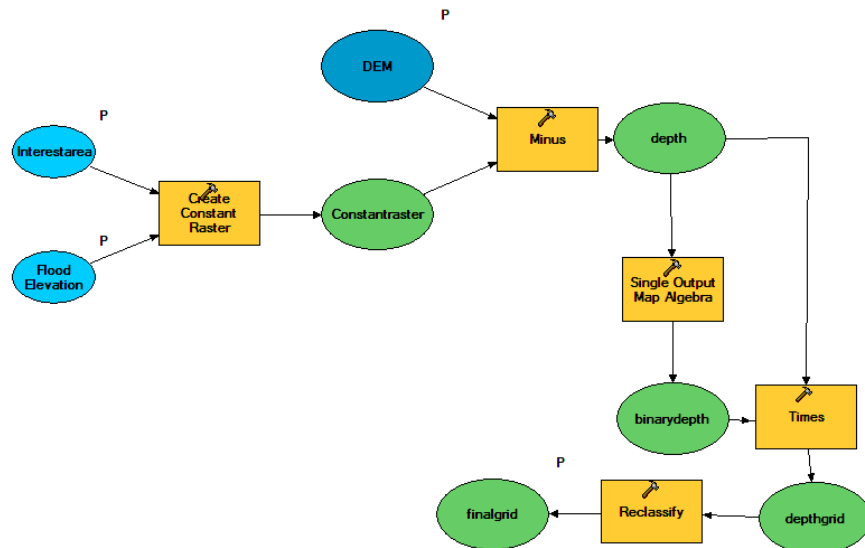 P
DEM
P
Interestarea
Minus
depth
Create
Constant
Raster
Constantraster
P
Flood
Elevation
Single Output
Map Algebra
binarydepth
Times
P
finalgrid
Reclassify
depthgrid